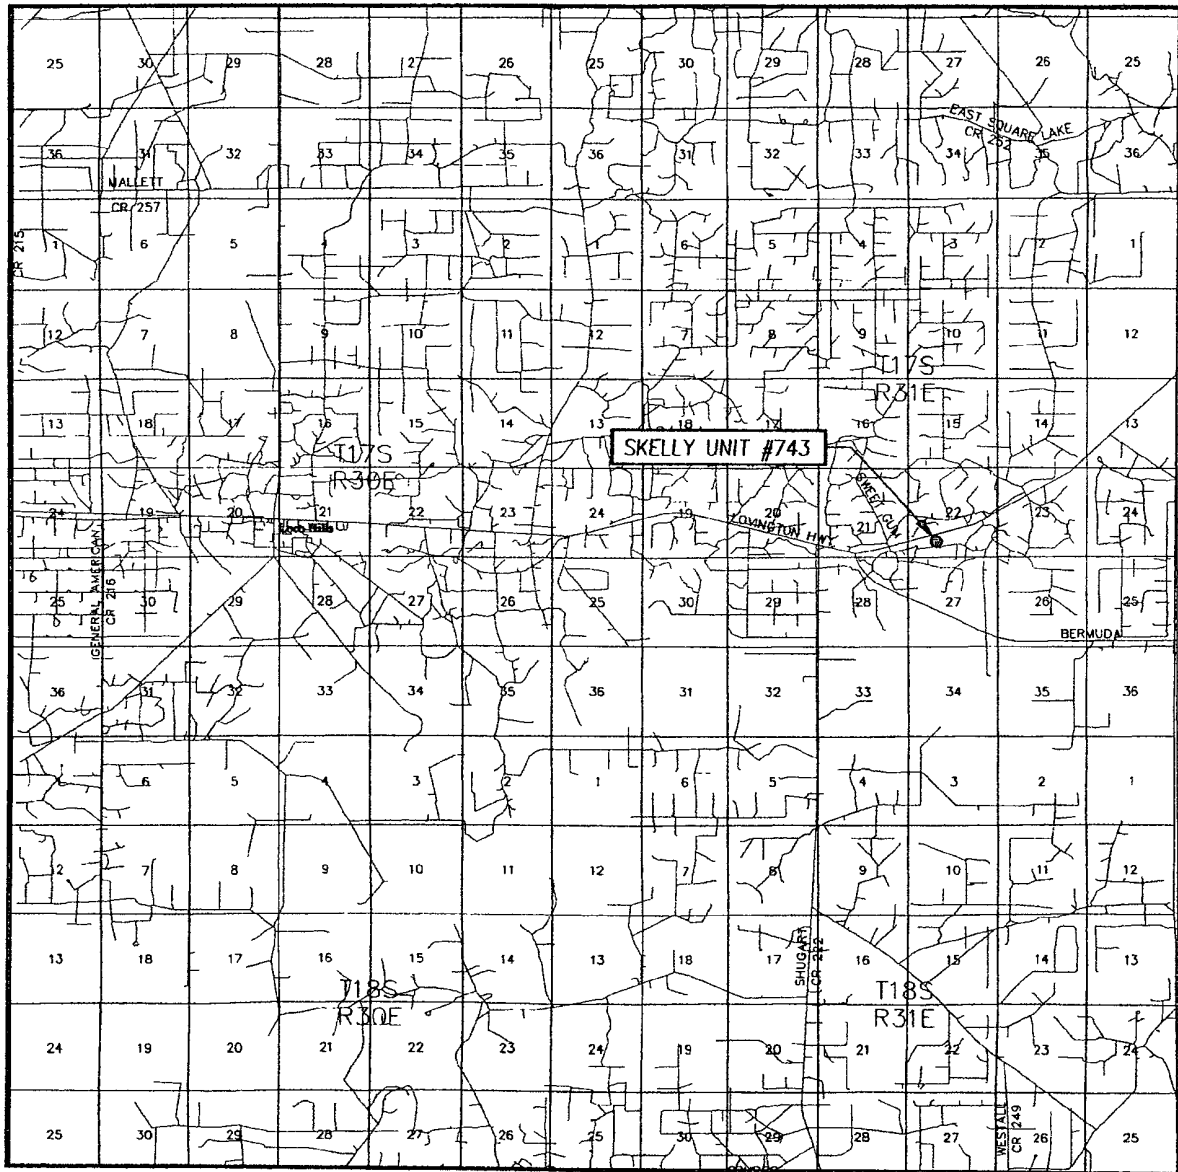 25 30 29 28 27 26 25 30 29 28 27 26 25
EAST SQUARE LAKE
CR 252
36 31 32 33 34 35 36 31 32 33 34 35 36
MALLETT
CR 257
CR 215
1 6 5 4 3 2 1 6 5 4 3 2 1
12 7 8 9 10 11 12 7 8 9 10 11 12
T17S
R31E
13 18 17 16 15 14 13 18 17 16 15 14 13
SKELLY UNIT #743
T17S
R30E
SWEET GUM
24 19 20 21 22 23 24 19 20 21 22 23 24
LOVINGTON HWY
Loco Hills
GENERAL AMERICAN
CR 216
6
6
25 30 29 28 27 26 25 30 29 28 27 26 25
BERMUDA
36 31 32 33 34 35 36 31 32 33 34 35 36
1 6 5 4 3 2 1 6 5 4 3 2 1
12 7 8 9 10 11 12 7 8 9 10 11 12
SHUGART
CR 222
13 18 17 16 15 14 13 18 17 16 15 14 13
T18S
R30E
T18S
R31E
24 19 20 21 22 23 24 19 20 21 22 23 24
WESTALL
CR 249
25 30 29 28 27 26 25 30 29 28 27 26 25